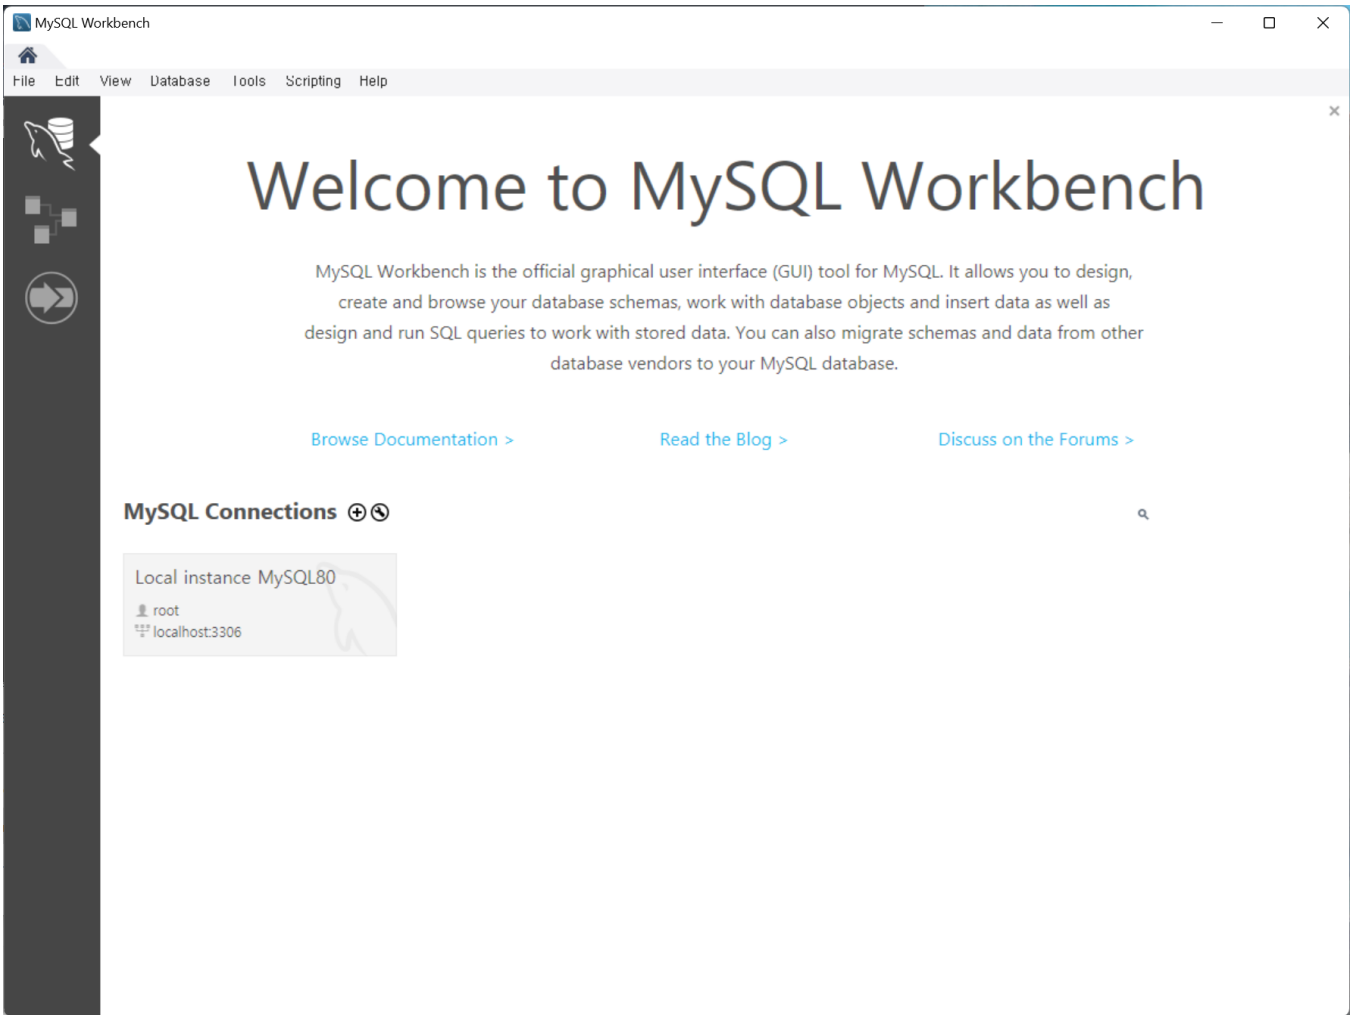 MySQL Workbench
File Edit View Database Tools Scripting Help
Welcome to MySQL Workbench
MySQL Workbench is the official graphical user interface (GUI) tool for MySQL. It allows you to design,
create and browse your database schemas, work with database objects and insert data as well as
design and run SQL queries to work with stored data. You can also migrate schemas and data from other
database vendors to your MySQL database.
Browse Documentation > Read the Blog > Discuss on the Forums >
MySQL Connections
Local instance MySQL80
root
localhost:3306